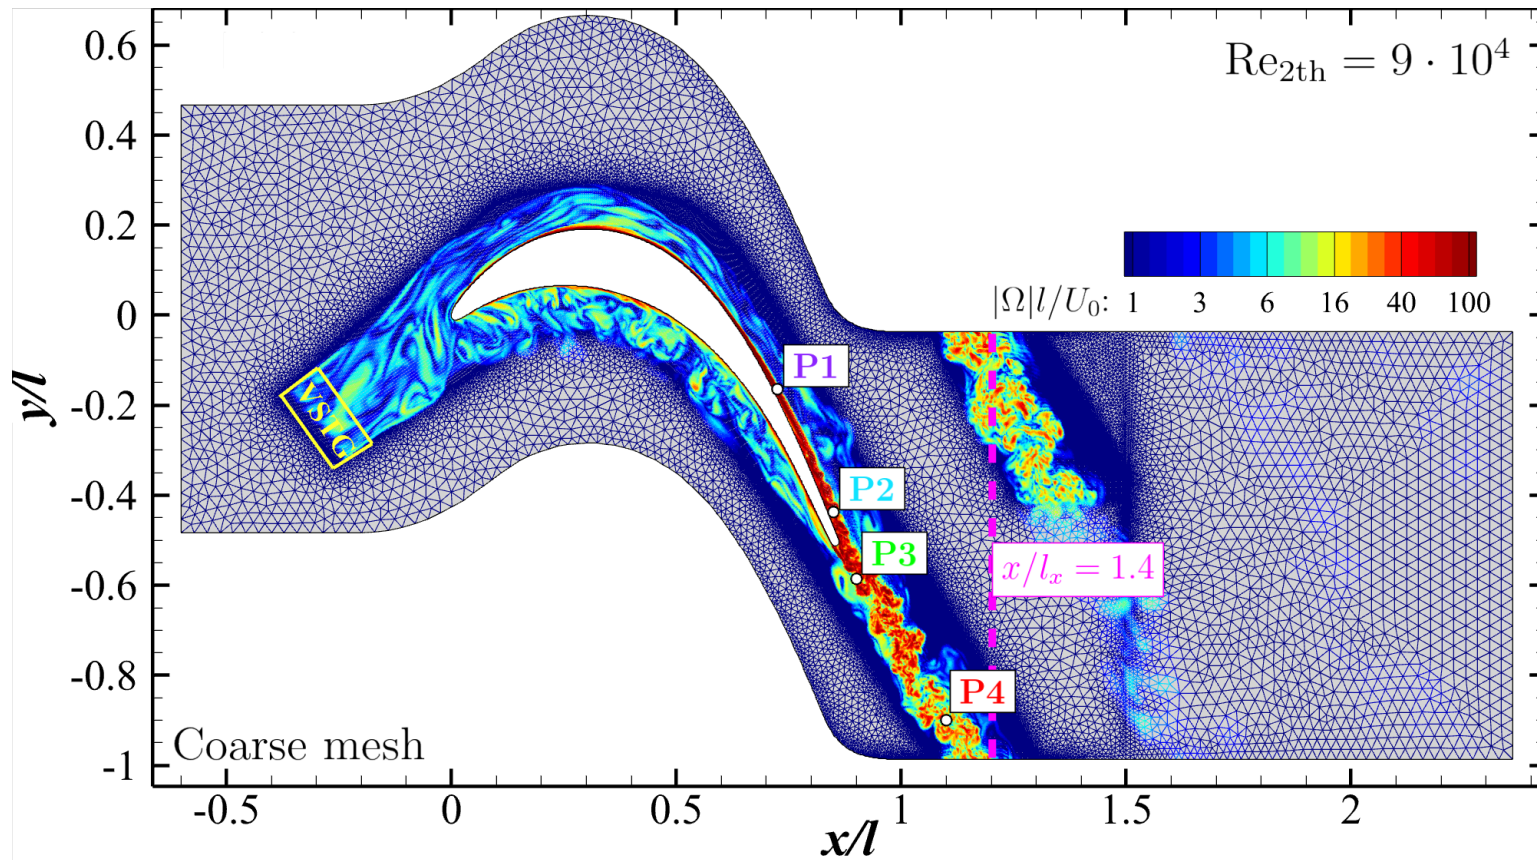 Re2th = 9 · 10^4
0.6
0.4
0.2
0
-0.2
-0.4
-0.6
-0.8
-1
y/l
|Ω|l/U0: 1 3 6 16 40 100
VSTG
P1
P2
P3
P4
x/lx = 1.4
Coarse mesh
-0.5 0 0.5 1 1.5 2
x/l